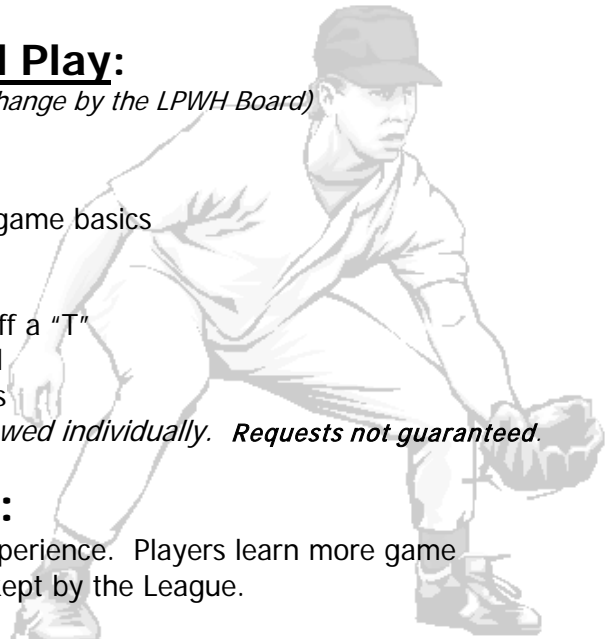 Play:
hange by the LPWH Board)
game basics
ff a “T”
s
wed individually.  Requests not guaranteed.
:
perience.  Players learn more game
ept by the League.